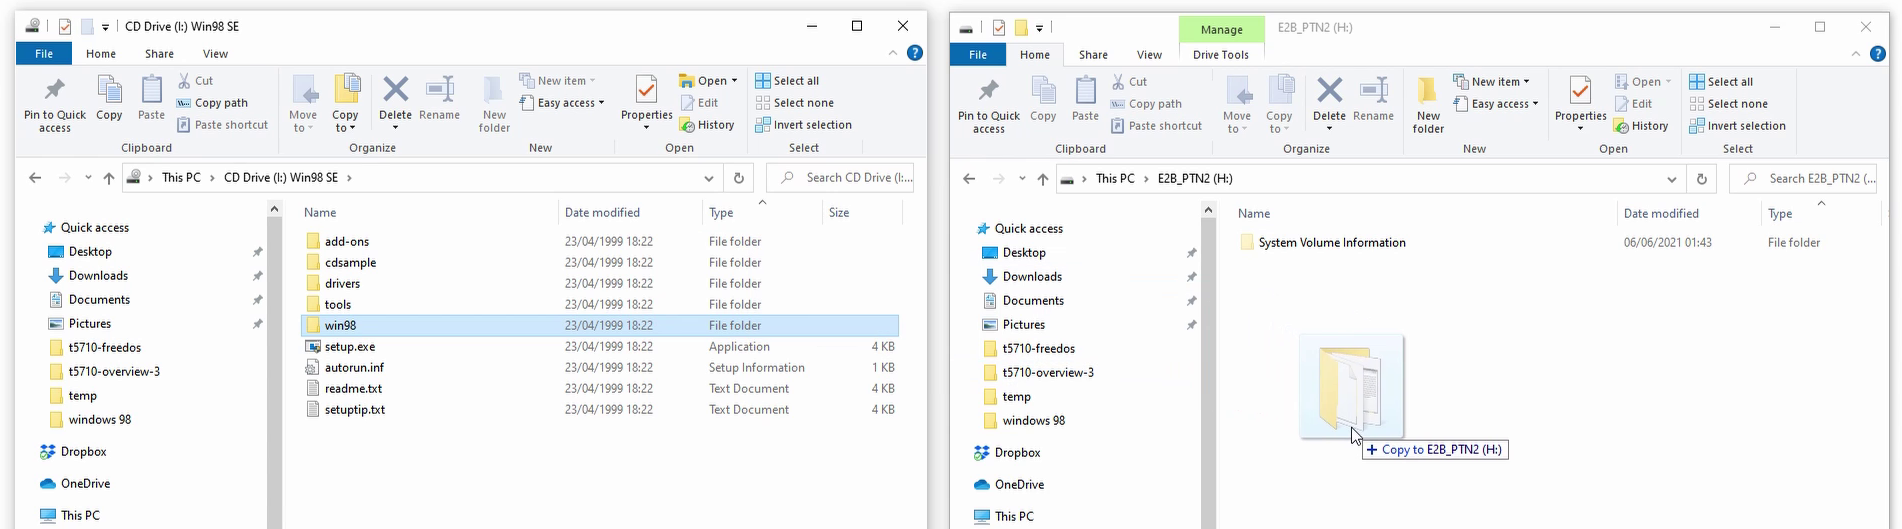 CD Drive (I:) Win98 SE
File Home Share View
Pin to Quick access
Copy
Paste
Cut
Copy path
Paste shortcut
Clipboard
Move to
Copy to
Delete
Rename
Organize
New folder
New item
Easy access
New
Properties
Open
Edit
History
Open
Select all
Select none
Invert selection
Select
This PC CD Drive (I:) Win98 SE
Search CD Drive (I:...
Quick access
Desktop
Downloads
Documents
Pictures
t5710-freedos
t5710-overview-3
temp
windows 98
Dropbox
OneDrive
This PC
Name Date modified Type Size
add-ons 23/04/1999 18:22 File folder
cdsample 23/04/1999 18:22 File folder
drivers 23/04/1999 18:22 File folder
tools 23/04/1999 18:22 File folder
win98 23/04/1999 18:22 File folder
setup.exe 23/04/1999 18:22 Application 4 KB
autorun.inf 23/04/1999 18:22 Setup Information 1 KB
readme.txt 23/04/1999 18:22 Text Document 4 KB
setuptip.txt 23/04/1999 18:22 Text Document 4 KB
Manage
E2B_PTN2 (H:)
File Home Share View Drive Tools
Pin to Quick access
Copy
Paste
Cut
Copy path
Paste shortcut
Clipboard
Move to
Copy to
Delete
Rename
Organize
New folder
New item
Easy access
New
Properties
Open
Edit
History
Open
Select all
Select none
Invert selection
Select
This PC E2B_PTN2 (H:)
Search E2B_PTN2 (...
Quick access
Desktop
Downloads
Documents
Pictures
t5710-freedos
t5710-overview-3
temp
windows 98
Dropbox
OneDrive
This PC
Name Date modified Type
System Volume Information 06/06/2021 01:43 File folder
+ Copy to E2B_PTN2 (H:)